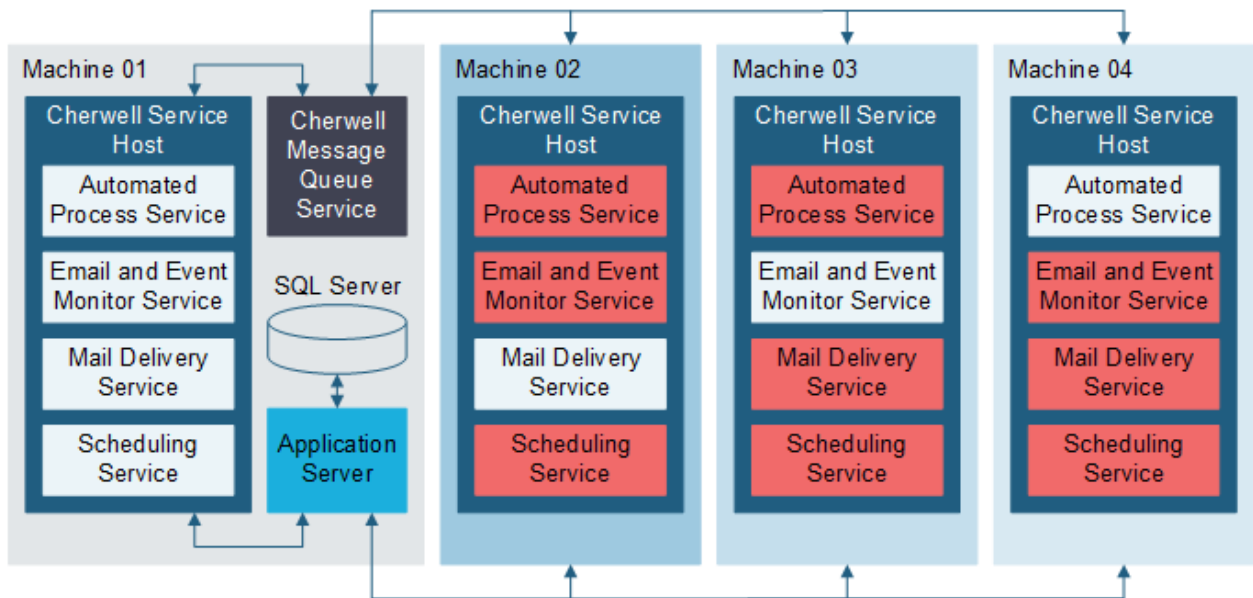 Machine 01
Cherwell Service
Host
Automated
Process Service
Email and Event
Monitor Service
Mail Delivery
Service
Scheduling
Service
Cherwell
Message
Queue
Service
SQL Server
Application
Server
Machine 02
Cherwell Service
Host
Automated
Process Service
Email and Event
Monitor Service
Mail Delivery
Service
Scheduling
Service
Machine 03
Cherwell Service
Host
Automated
Process Service
Email and Event
Monitor Service
Mail Delivery
Service
Scheduling
Service
Machine 04
Cherwell Service
Host
Automated
Process Service
Email and Event
Monitor Service
Mail Delivery
Service
Scheduling
Service